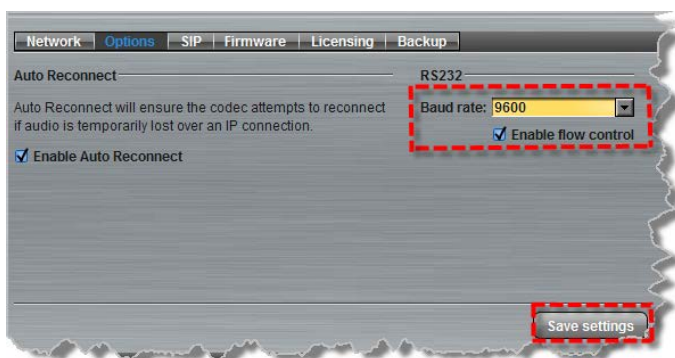 Network Options SIP Firmware Licensing Backup
Auto Reconnect
Auto Reconnect will ensure the codec attempts to reconnect
if audio is temporarily lost over an IP connection.
Enable Auto Reconnect
RS232
Baud rate: 9600
Enable flow control
Save settings